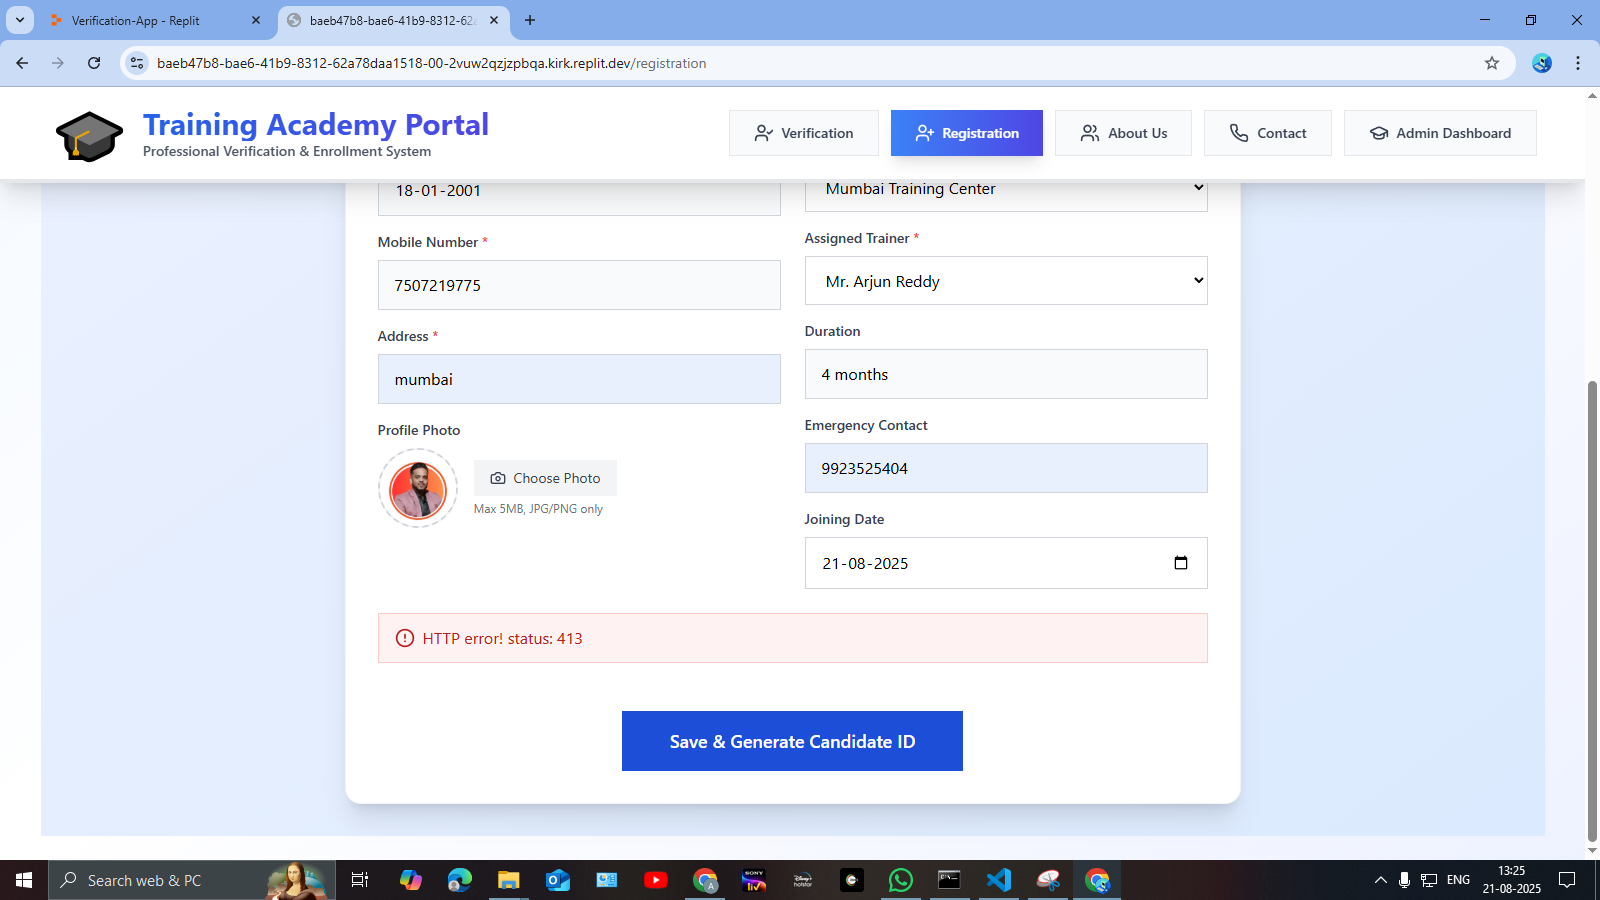 Verification-App - Replit
baeb47b8-bae6-41b9-8312-62a
baeb47b8-bae6-41b9-8312-62a78daa1518-00-2vuw2qzjzpbqa.kirk.replit.dev/registration
Training Academy Portal
Professional Verification & Enrollment System
Verification
Registration
About Us
Contact
Admin Dashboard
18-01-2001
Mumbai Training Center
Mobile Number *
Assigned Trainer *
7507219775
Mr. Arjun Reddy
Address *
Duration
mumbai
4 months
Profile Photo
Emergency Contact
Choose Photo
Max 5MB, JPG/PNG only
9923525404
Joining Date
21-08-2025
HTTP error! status: 413
Save & Generate Candidate ID
Search web & PC
SONY
liv
hotstar
A
ENG
13:25
21-08-2025